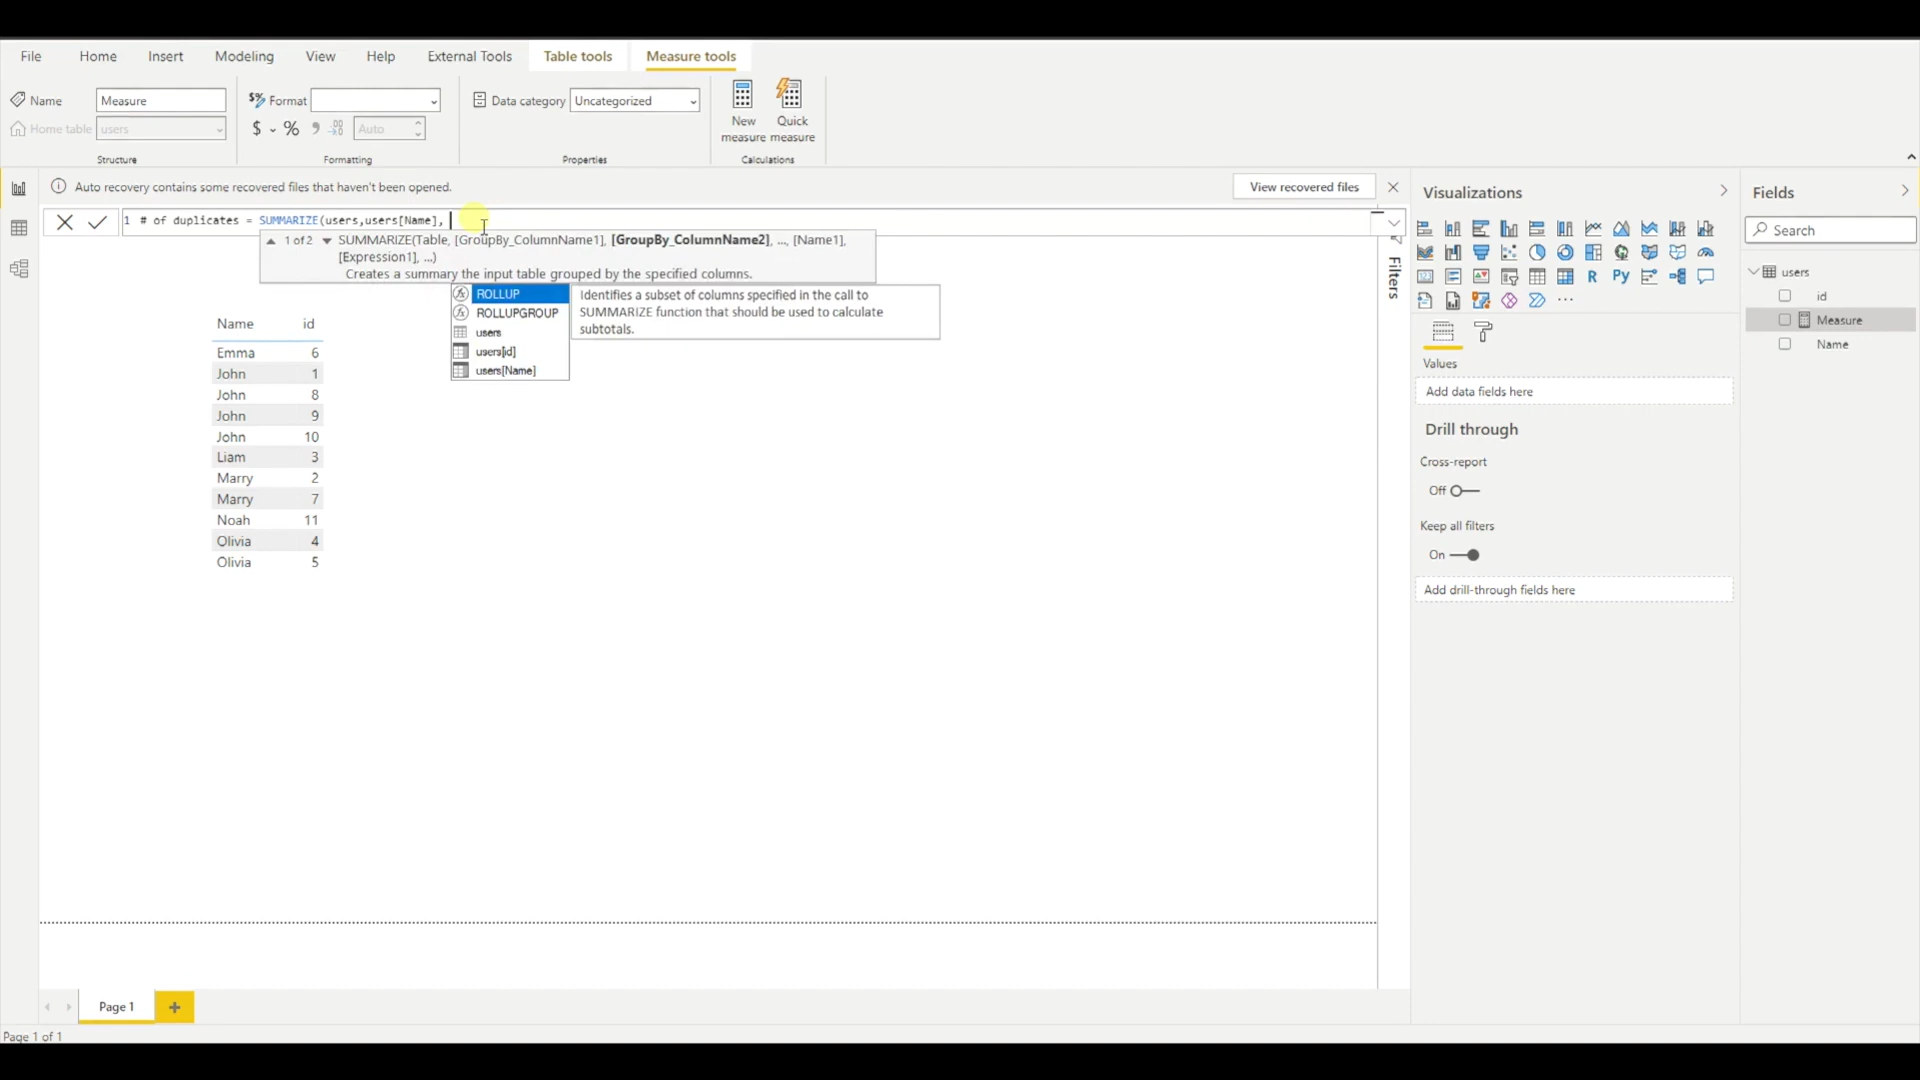 File Home Insert Modeling View Help External Tools Table tools Measure tools
Name Measure
Home table users
Structure
Format
$ % Auto
Formatting
Data category Uncategorized
Properties
New measure
Quick measure
Calculations
Auto recovery contains some recovered files that haven't been opened.
View recovered files
1 # of duplicates = SUMMARIZE(users,users[Name],
1 of 2 SUMMARIZE(Table, [GroupBy_ColumnName1], [GroupBy_ColumnName2], ..., [Name1],
[Expression1], ...)
Creates a summary the input table grouped by the specified columns.
ROLLUP
ROLLUPGROUP
users
users[id]
users[Name]
Identifies a subset of columns specified in the call to
SUMMARIZE function that should be used to calculate
subtotals.
Name id
Emma 6
John 1
John 8
John 9
John 10
Liam 3
Marry 2
Marry 7
Noah 11
Olivia 4
Olivia 5
Filters
Visualizations
R Py
...
Values
Add data fields here
Drill through
Cross-report
Off
Keep all filters
On
Add drill-through fields here
Fields
Search
users
id
Measure
Name
Page 1
+
Page 1 of 1